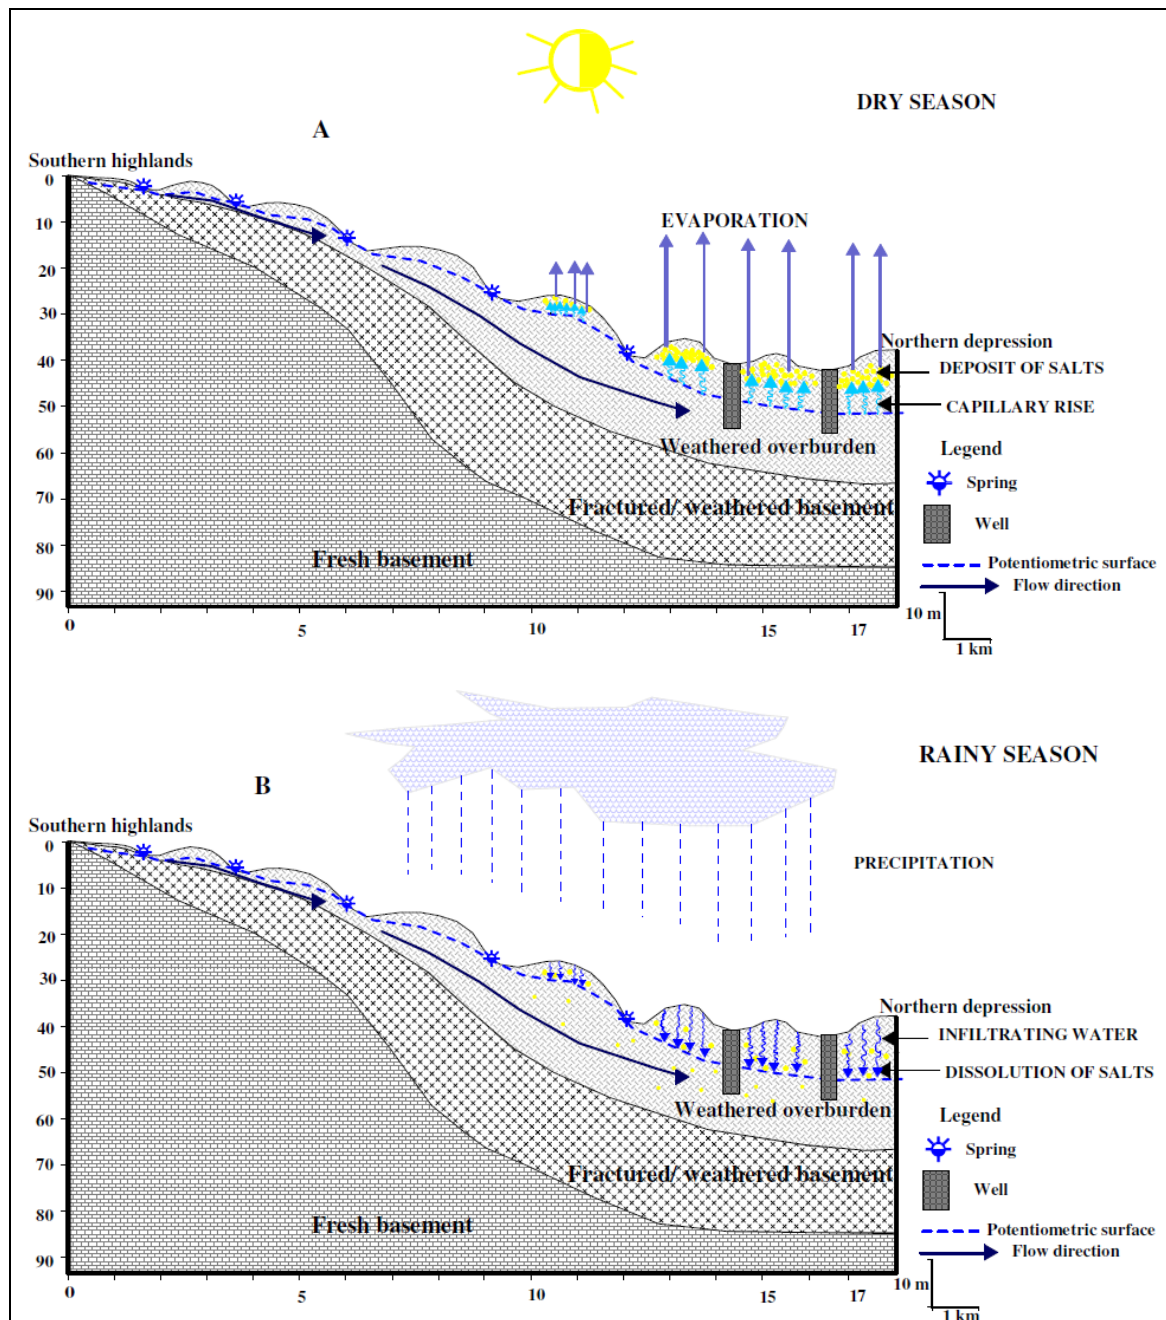 DRY SEASON
A
Southern highlands
0
10
20
30
40
50
60
70
80
90
EVAPORATION
Northern depression
DEPOSIT OF SALTS
CAPILLARY RISE
Weathered overburden
Fractured/ weathered basement
Fresh basement
Legend
Spring
Well
Potentiometric surface
Flow direction
10 m
1 km
0
5
10
15
17
RAINY SEASON
B
Southern highlands
0
10
20
30
40
50
60
70
80
90
PRECIPITATION
Northern depression
INFILTRATING WATER
DISSOLUTION OF SALTS
Weathered overburden
Fractured/ weathered basement
Fresh basement
Legend
Spring
Well
Potentiometric surface
Flow direction
10 m
1 km
0
5
10
15
17